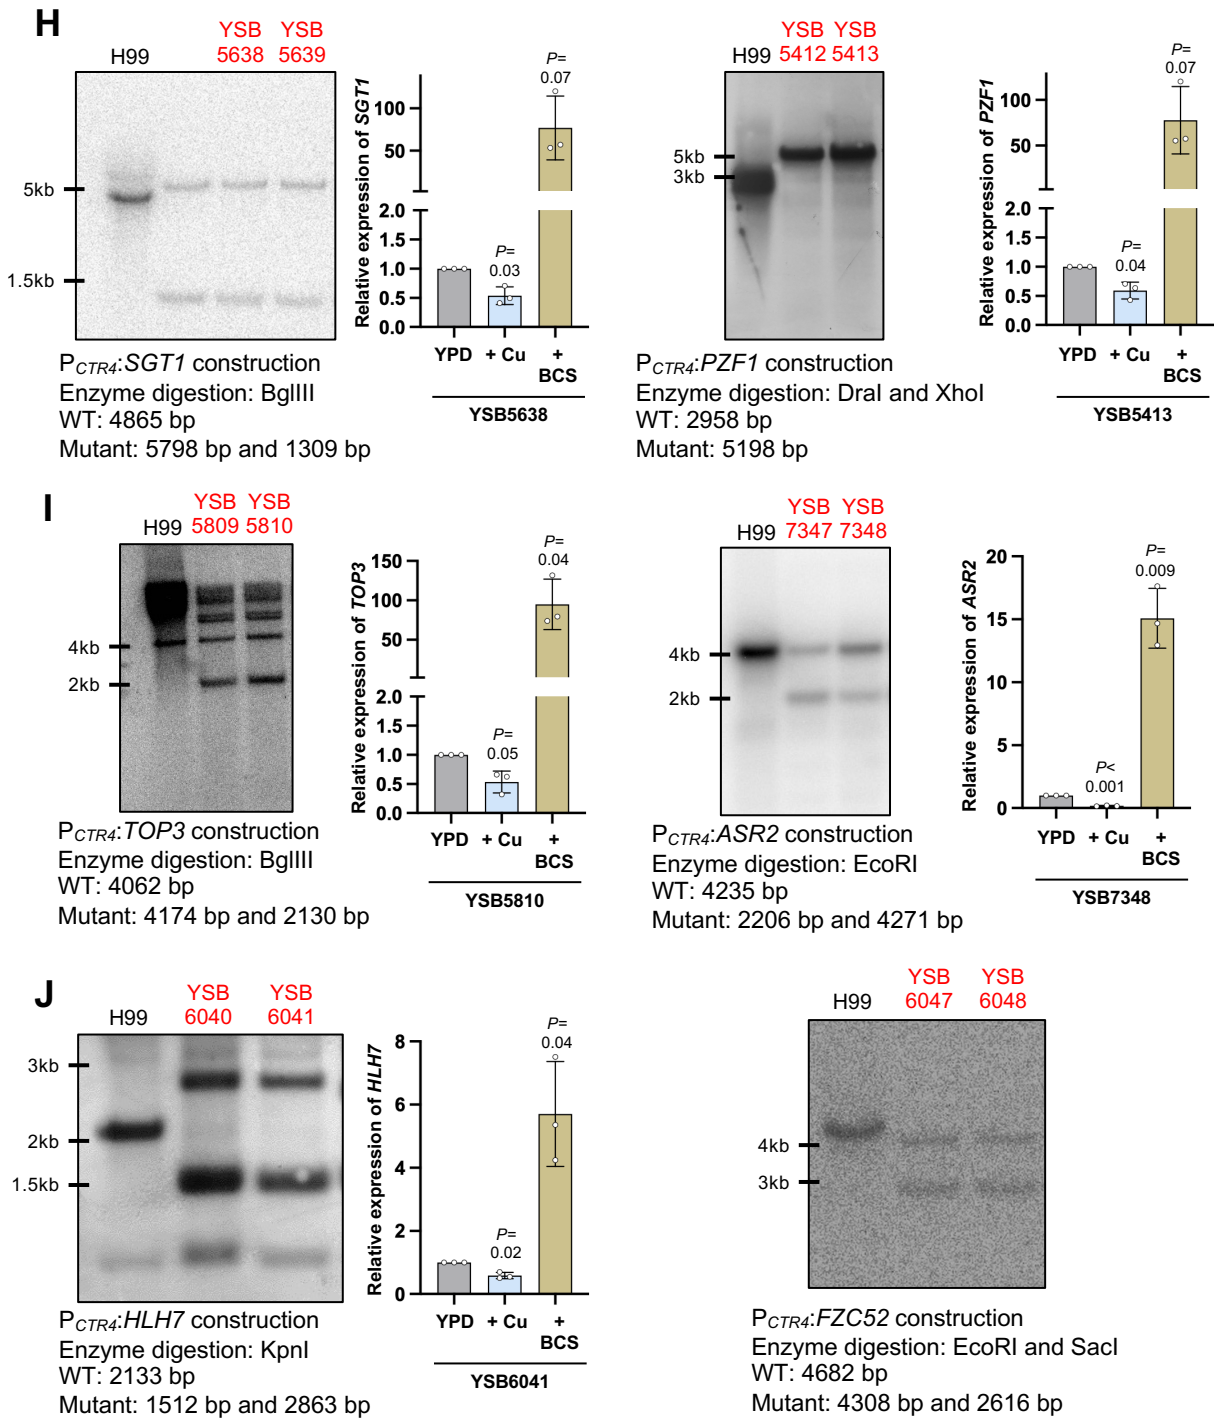 H
H99
YSB YSB
5638 5639
5kb
1.5kb
P_CTR4:SGT1 construction
Enzyme digestion: BglIII
WT: 4865 bp
Mutant: 5798 bp and 1309 bp
Relative expression of SGT1
100
50
2.0
1.5
1.0
0.5
0.0
P=
0.03
P=
0.07
YPD + Cu +
BCS
YSB5638
H99
YSB YSB
5412 5413
5kb
3kb
P_CTR4:PZF1 construction
Enzyme digestion: DraI and XhoI
WT: 2958 bp
Mutant: 5198 bp
Relative expression of PZF1
100
50
2.0
1.5
1.0
0.5
0.0
P=
0.04
P=
0.07
YPD + Cu +
BCS
YSB5413
I
H99
YSB YSB
5809 5810
4kb
2kb
P_CTR4:TOP3 construction
Enzyme digestion: BglIII
WT: 4062 bp
Mutant: 4174 bp and 2130 bp
Relative expression of TOP3
150
100
50
2.0
1.5
1.0
0.5
0.0
P=
0.05
P=
0.04
YPD + Cu +
BCS
YSB5810
H99
YSB YSB
7347 7348
4kb
2kb
P_CTR4:ASR2 construction
Enzyme digestion: EcoRI
WT: 4235 bp
Mutant: 2206 bp and 4271 bp
Relative expression of ASR2
20
15
10
5
0
P<
0.001
P=
0.009
YPD + Cu +
BCS
YSB7348
J
H99
YSB YSB
6040 6041
3kb
2kb
1.5kb
P_CTR4:HLH7 construction
Enzyme digestion: KpnI
WT: 2133 bp
Mutant: 1512 bp and 2863 bp
Relative expression of HLH7
8
6
4
2
0
P=
0.02
P=
0.04
YPD + Cu +
BCS
YSB6041
H99
YSB YSB
6047 6048
4kb
3kb
P_CTR4:FZC52 construction
Enzyme digestion: EcoRI and SacI
WT: 4682 bp
Mutant: 4308 bp and 2616 bp